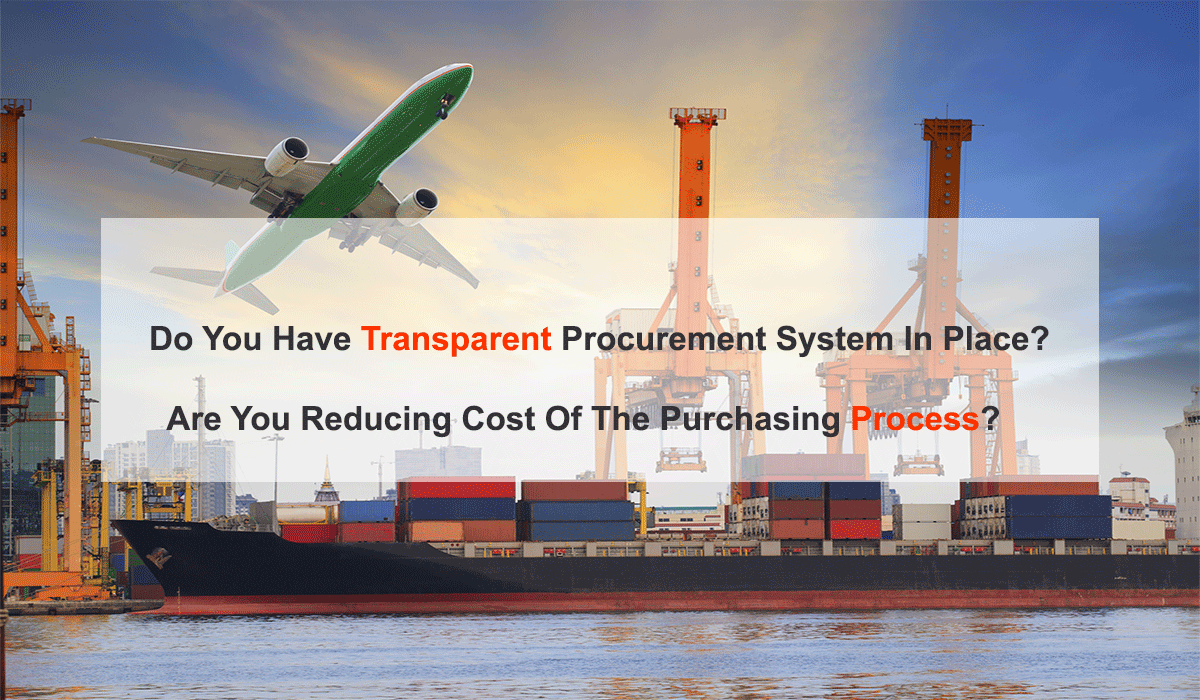 Do You Have Transparent Procurement System In Place?
Are You Reducing Cost Of The Purchasing Process?